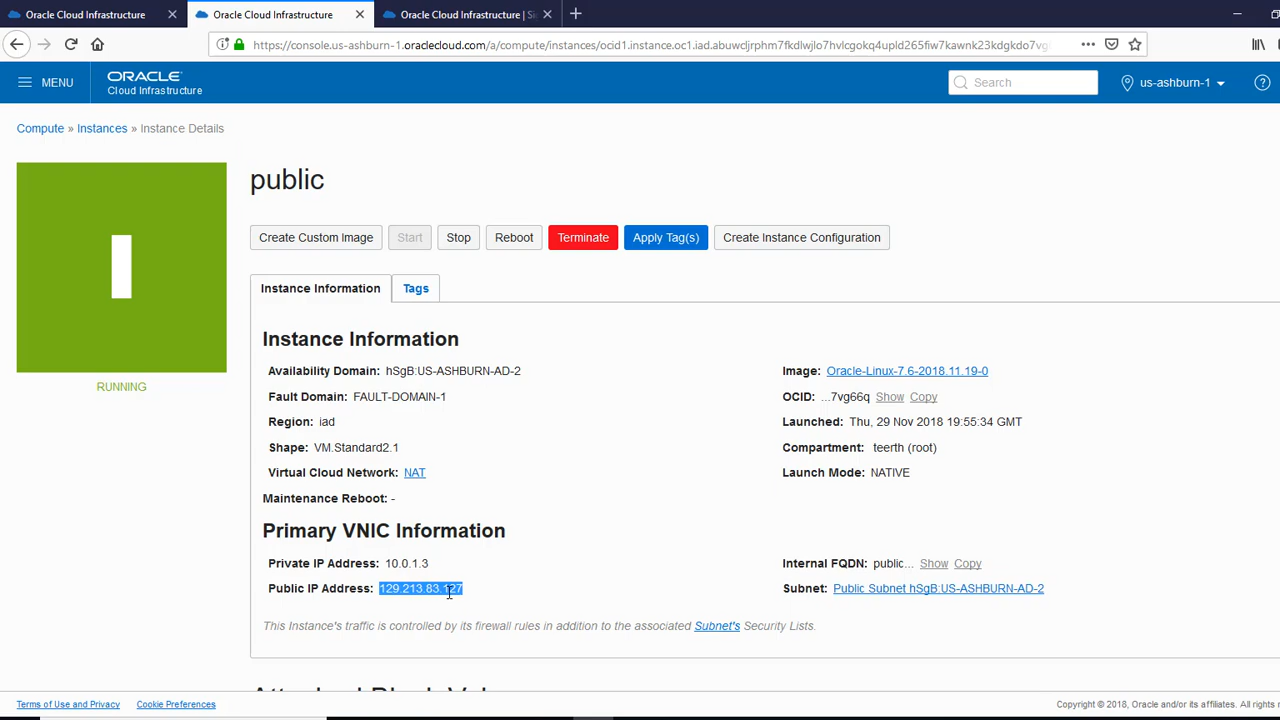 Oracle Cloud Infrastructure
Oracle Cloud Infrastructure
Oracle Cloud Infrastructure | Si
https://console.us-ashburn-1.oraclecloud.com/a/compute/instances/ocid1.instance.oc1.iad.abuwcljrphm7fkdlwjlo7hvlcgokq4upld265fiw7kawnk23kdgkdo7vg
MENU
ORACLE
Cloud Infrastructure
Search
us-ashburn-1
Compute » Instances » Instance Details
public
Create Custom Image Start Stop Reboot Terminate Apply Tag(s) Create Instance Configuration
Instance Information Tags
Instance Information
Availability Domain: hSgB:US-ASHBURN-AD-2
Image: Oracle-Linux-7.6-2018.11.19-0
Fault Domain: FAULT-DOMAIN-1
OCID: ...7vg66q Show Copy
Region: iad
Launched: Thu, 29 Nov 2018 19:55:34 GMT
Shape: VM.Standard2.1
Compartment: teerth (root)
Virtual Cloud Network: NAT
Launch Mode: NATIVE
Maintenance Reboot: -
Primary VNIC Information
Private IP Address: 10.0.1.3
Internal FQDN: public... Show Copy
Public IP Address: 129.213.83.127
Subnet: Public Subnet hSgB:US-ASHBURN-AD-2
This Instance's traffic is controlled by its firewall rules in addition to the associated Subnet's Security Lists.
RUNNING
Terms of Use and Privacy Cookie Preferences
Copyright © 2018, Oracle and/or its affiliates. All rights